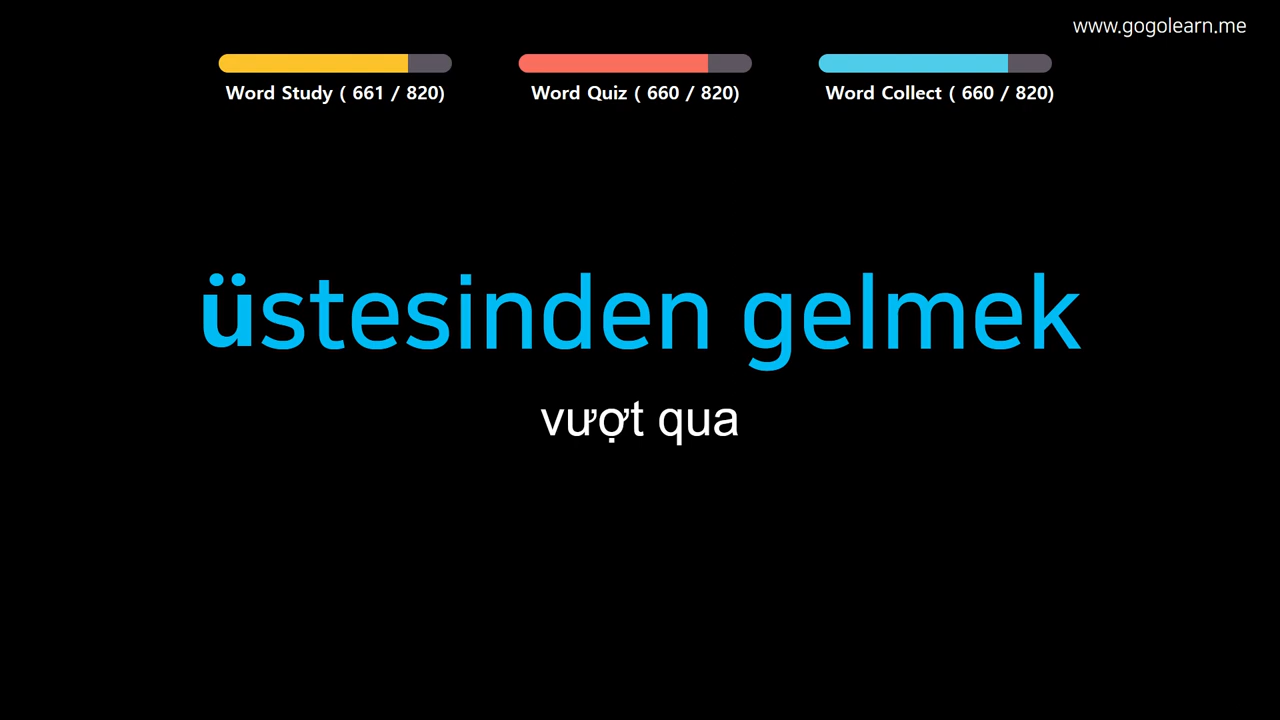 www.gogolearn.me
Word Study ( 661 / 820)
Word Quiz ( 660 / 820)
Word Collect ( 660 / 820)
üstesinden gelmek
vượt qua